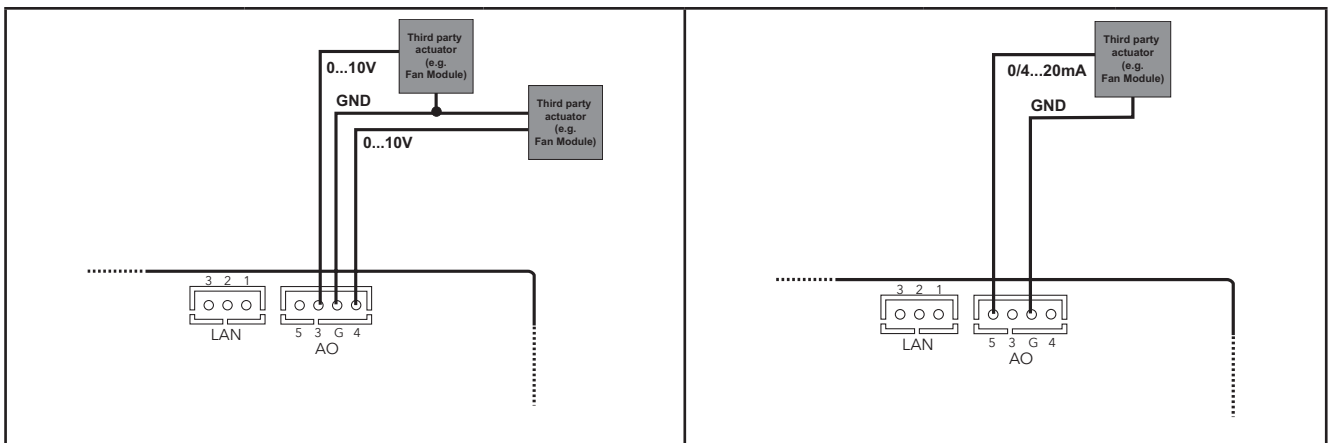 Third party
actuator
(e.g.
Fan Module)
0...10V
GND
Third party
actuator
(e.g.
Fan Module)
0...10V
3 2 1
LAN
5 3 G 4
AO
Third party
actuator
(e.g.
Fan Module)
0/4...20mA
GND
3 2 1
LAN
5 3 G 4
AO